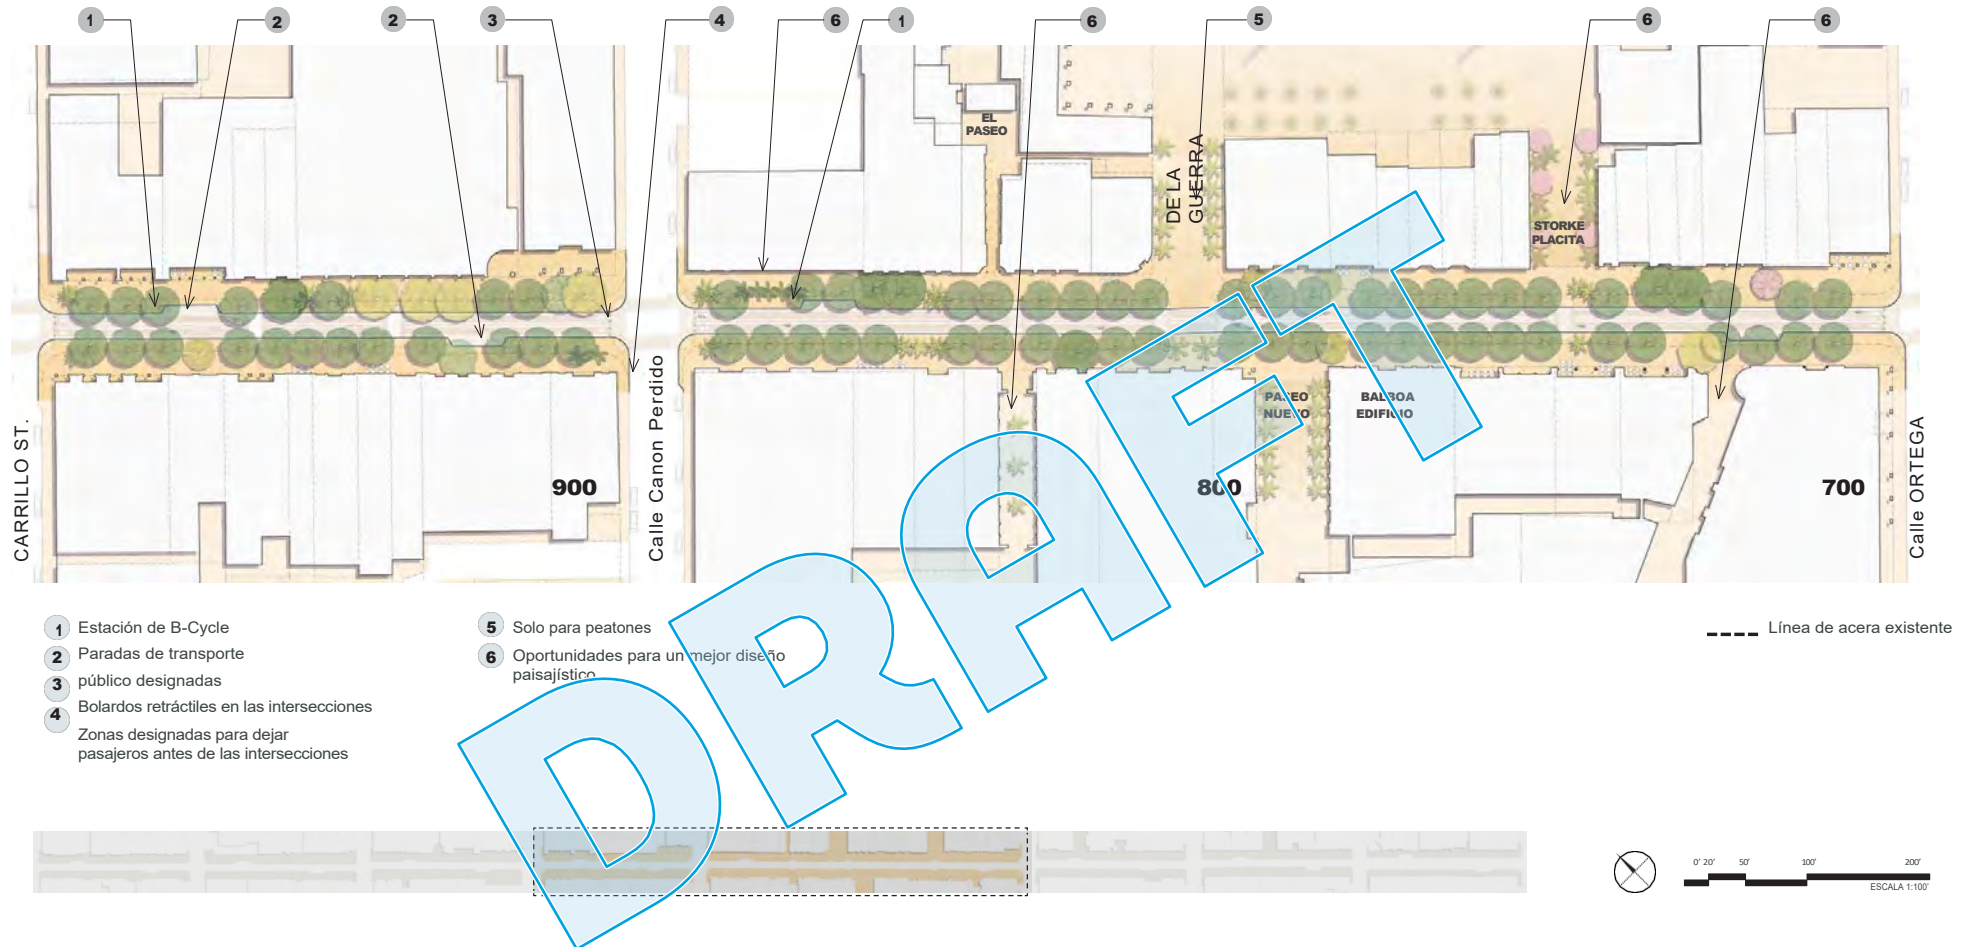 1 2 2 3 4 6 1 6 5 6 6
EL
PASEO
DE LA
GUERRA
STORKE
PLACITA
PASEO
NUEVO
BALBOA
EDIFICIO
CARRILLO ST.
900
Calle Canon Perdido
800
700
Calle ORTEGA
DRAFT
1 Estación de B-Cycle
2 Paradas de transporte
3 público designadas
4 Bolardos retráctiles en las intersecciones
Zonas designadas para dejar
pasajeros antes de las intersecciones
5 Solo para peatones
6 Oportunidades para un mejor diseño
paisajístico
Línea de acera existente
0' 20' 50' 100' 200'
ESCALA 1:100'